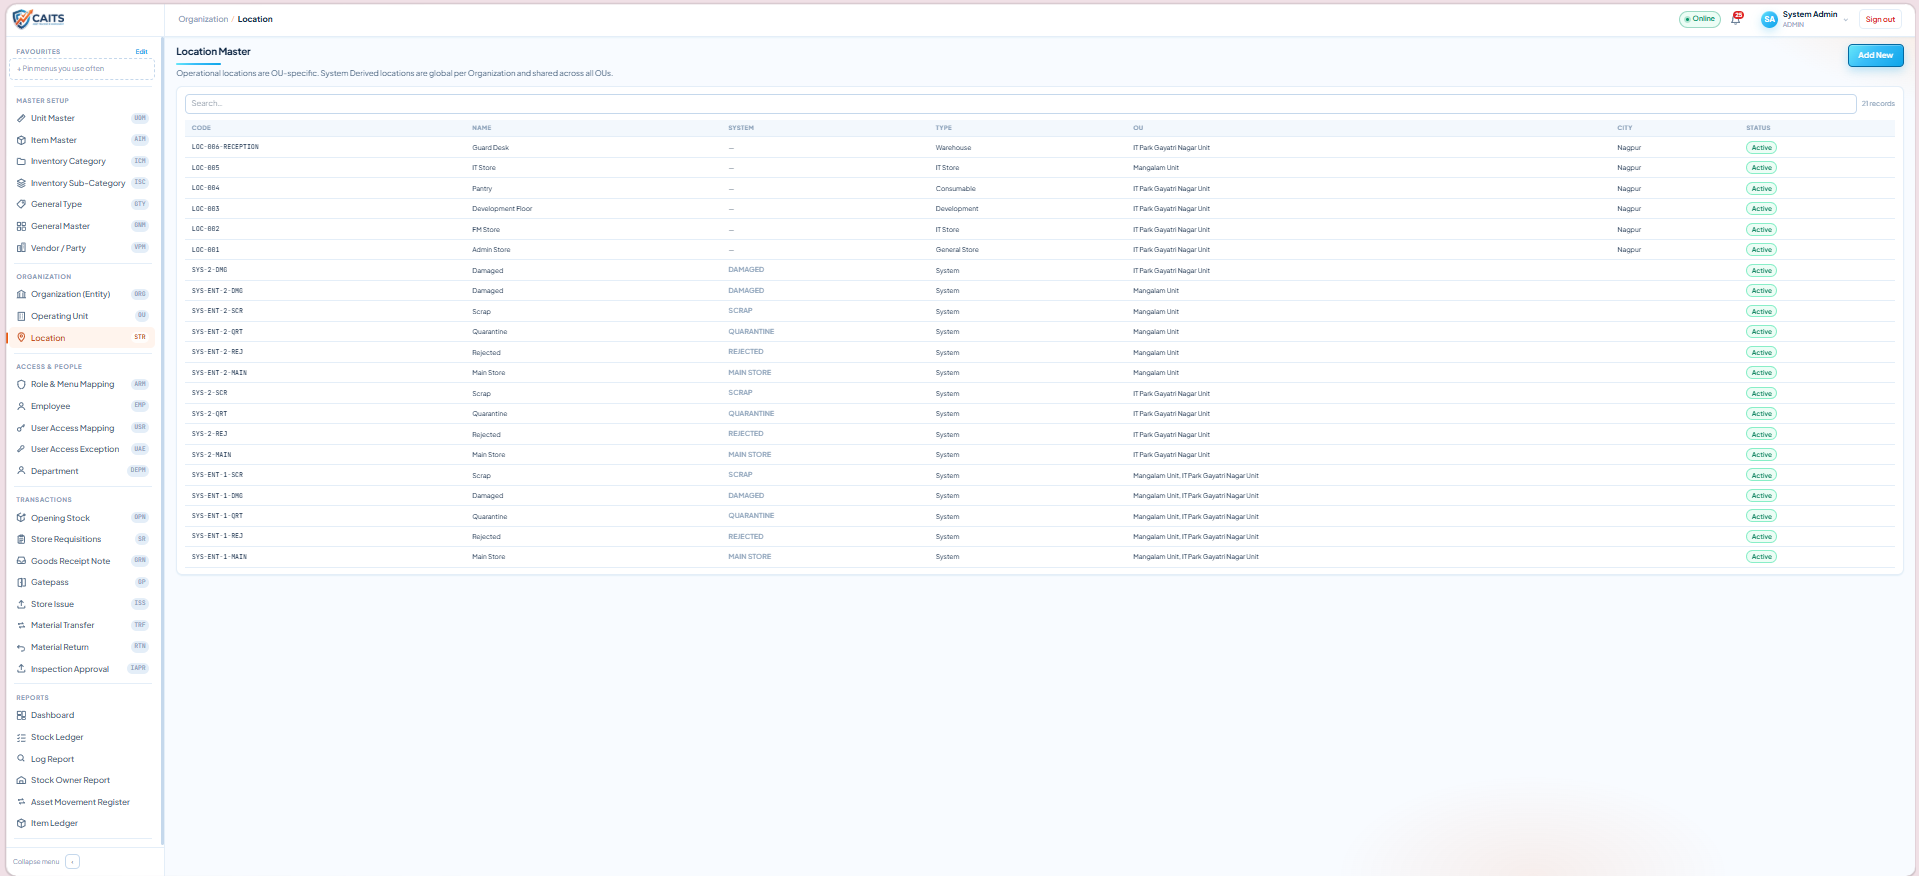 CAITS
Organization / Location
Online
25
SA
System Admin
ADMIN
Sign out
FAVOURITES Edit
+ Pin menus you use often
MASTER SETUP
Unit Master UOM
Item Master AIM
Inventory Category ICM
Inventory Sub-Category ISC
General Type GTY
General Master GNM
Vendor / Party VPM
ORGANIZATION
Organization (Entity) ORG
Operating Unit OU
Location STR
ACCESS & PEOPLE
Role & Menu Mapping ARM
Employee EMP
User Access Mapping USR
User Access Exception UAE
Department DEPM
TRANSACTIONS
Opening Stock OPN
Store Requisitions SR
Goods Receipt Note GRN
Gatepass GP
Store Issue ISS
Material Transfer TRF
Material Return RTN
Inspection Approval IAPR
REPORTS
Dashboard
Stock Ledger
Log Report
Stock Owner Report
Asset Movement Register
Item Ledger
Collapse menu ‹
Location Master
Operational locations are OU-specific. System Derived locations are global per Organization and shared across all OUs.
Add New
Search...
21 records
CODE NAME SYSTEM TYPE OU CITY STATUS
LOC-006-RECEPTION Guard Desk — Warehouse IT Park Gayatri Nagar Unit Nagpur Active
LOC-005 IT Store — IT Store Mangalam Unit Nagpur Active
LOC-004 Pantry — Consumable IT Park Gayatri Nagar Unit Nagpur Active
LOC-003 Development Floor — Development IT Park Gayatri Nagar Unit Nagpur Active
LOC-002 FM Store — IT Store IT Park Gayatri Nagar Unit Nagpur Active
LOC-001 Admin Store — General Store IT Park Gayatri Nagar Unit Nagpur Active
SYS-2-DMG Damaged DAMAGED System IT Park Gayatri Nagar Unit Active
SYS-ENT-2-DMG Damaged DAMAGED System Mangalam Unit Active
SYS-ENT-2-SCR Scrap SCRAP System Mangalam Unit Active
SYS-ENT-2-QRT Quarantine QUARANTINE System Mangalam Unit Active
SYS-ENT-2-REJ Rejected REJECTED System Mangalam Unit Active
SYS-ENT-2-MAIN Main Store MAIN STORE System Mangalam Unit Active
SYS-2-SCR Scrap SCRAP System IT Park Gayatri Nagar Unit Active
SYS-2-QRT Quarantine QUARANTINE System IT Park Gayatri Nagar Unit Active
SYS-2-REJ Rejected REJECTED System IT Park Gayatri Nagar Unit Active
SYS-2-MAIN Main Store MAIN STORE System IT Park Gayatri Nagar Unit Active
SYS-ENT-1-SCR Scrap SCRAP System Mangalam Unit, IT Park Gayatri Nagar Unit Active
SYS-ENT-1-DMG Damaged DAMAGED System Mangalam Unit, IT Park Gayatri Nagar Unit Active
SYS-ENT-1-QRT Quarantine QUARANTINE System Mangalam Unit, IT Park Gayatri Nagar Unit Active
SYS-ENT-1-REJ Rejected REJECTED System Mangalam Unit, IT Park Gayatri Nagar Unit Active
SYS-ENT-1-MAIN Main Store MAIN STORE System Mangalam Unit, IT Park Gayatri Nagar Unit Active